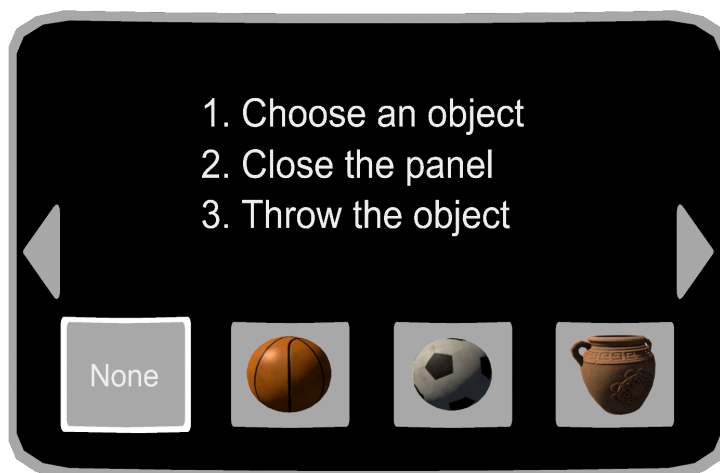 1. Choose an object
2. Close the panel
3. Throw the object
None